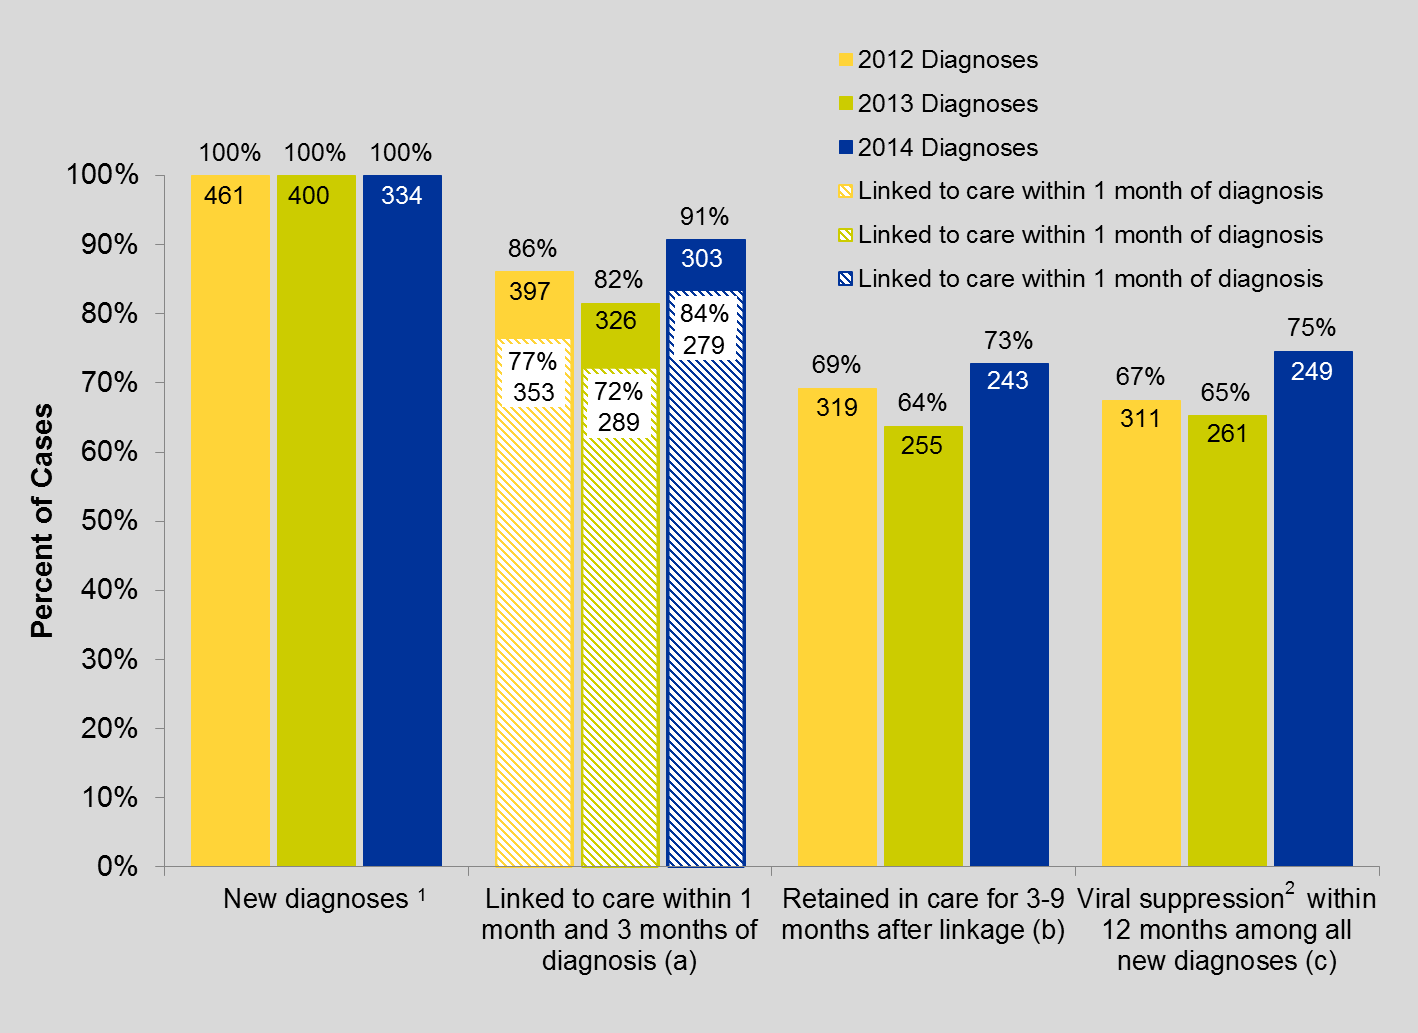 2012 Diagnoses
2013 Diagnoses
2014 Diagnoses
Linked to care within 1 month of diagnosis
Linked to care within 1 month of diagnosis
Linked to care within 1 month of diagnosis
Percent of Cases
100%
90%
80%
70%
60%
50%
40%
30%
20%
10%
0%
100% 100% 100%
461 400 334
86%
397
77%
353
82%
326
72%
289
91%
303
84%
279
69%
319
64%
255
73%
243
67%
311
65%
261
75%
249
New diagnoses 1
Linked to care within 1
month and 3 months of
diagnosis (a)
Retained in care for 3-9
months after linkage (b)
Viral suppression2 within
12 months among all
new diagnoses (c)